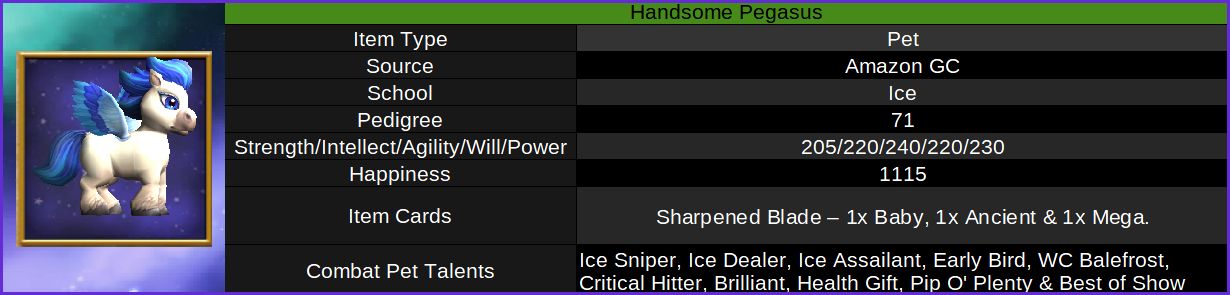 Handsome Pegasus
Item Type Pet
Source Amazon GC
School Ice
Pedigree 71
Strength/Intellect/Agility/Will/Power 205/220/240/220/230
Happiness 1115
Item Cards Sharpened Blade – 1x Baby, 1x Ancient & 1x Mega.
Combat Pet Talents Ice Sniper, Ice Dealer, Ice Assailant, Early Bird, WC Balefrost,
Critical Hitter, Brilliant, Health Gift, Pip O' Plenty & Best of Show